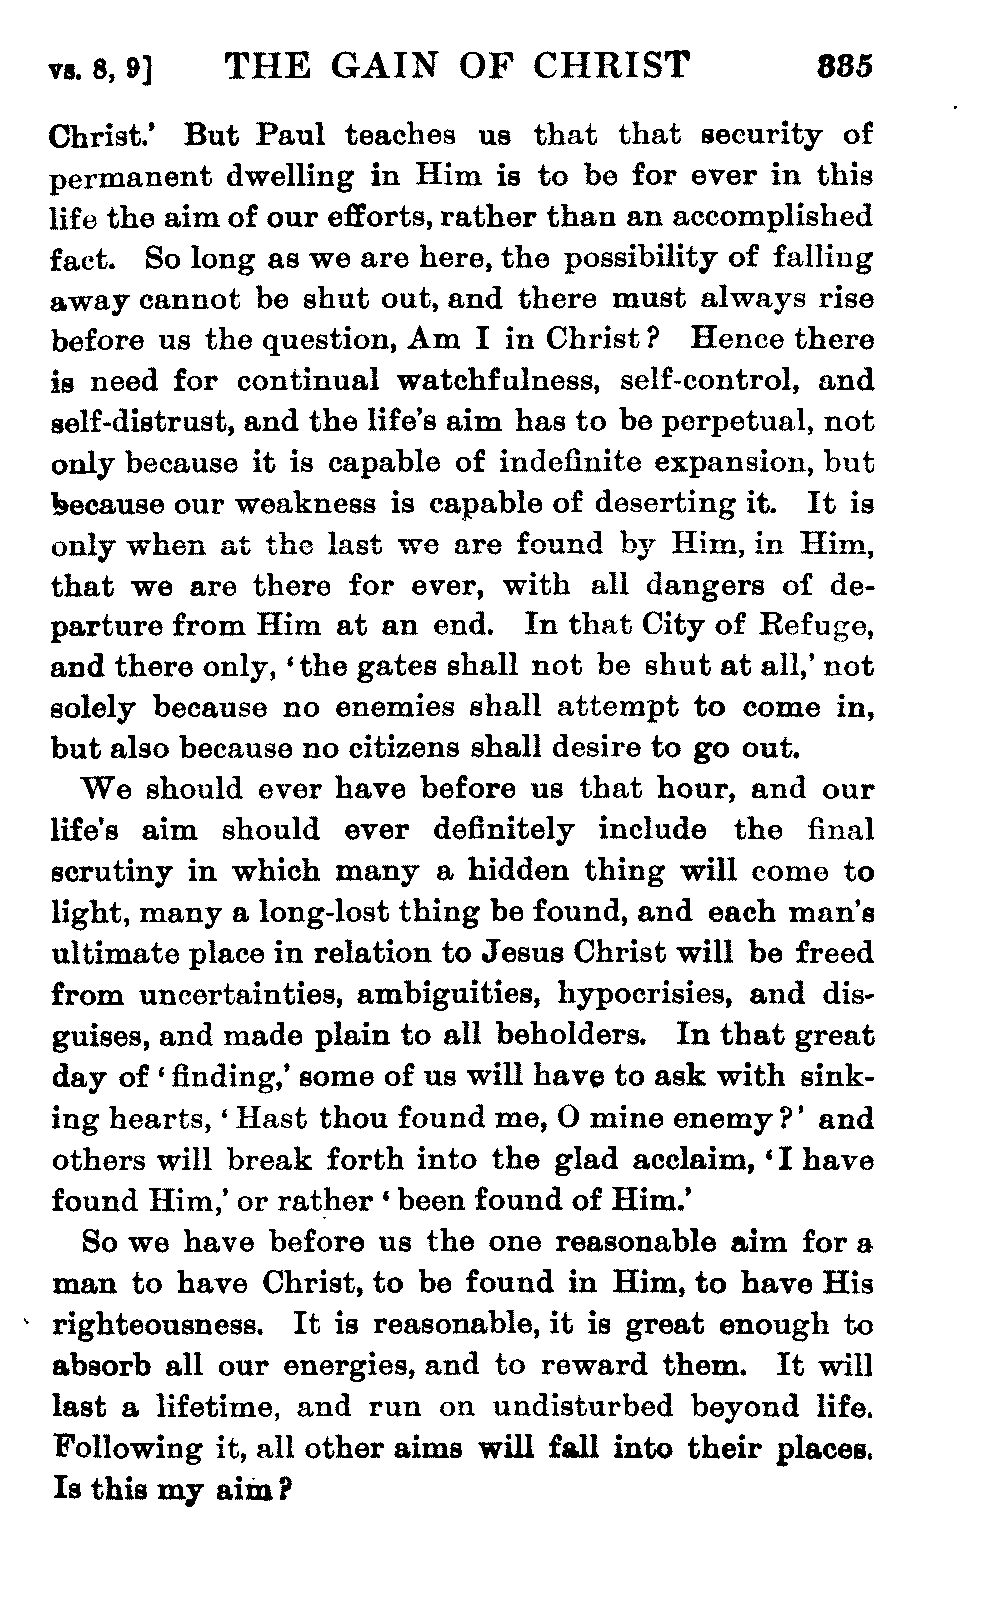 vs. 8, 9] THE GAIN OF CHRIST 335
Christ.' But Paul teaches us that that security of
permanent dwelling in Him is to be for ever in this
life the aim of our efforts, rather than an accomplished
fact. So long as we are here, the possibility of falling
away cannot be shut out, and there must always rise
before us the question, Am I in Christ? Hence there
is need for continual watchfulness, self-control, and
self-distrust, and the life's aim has to be perpetual, not
only because it is capable of indefinite expansion, but
because our weakness is capable of deserting it. It is
only when at the last we are found by Him, in Him,
that we are there for ever, with all dangers of de-
parture from Him at an end. In that City of Refuge,
and there only, 'the gates shall not be shut at all,' not
solely because no enemies shall attempt to come in,
but also because no citizens shall desire to go out.
We should ever have before us that hour, and our
life's aim should ever definitely include the final
scrutiny in which many a hidden thing will come to
light, many a long-lost thing be found, and each man's
ultimate place in relation to Jesus Christ will be freed
from uncertainties, ambiguities, hypocrisies, and dis-
guises, and made plain to all beholders. In that great
day of 'finding,' some of us will have to ask with sink-
ing hearts, 'Hast thou found me, O mine enemy?' and
others will break forth into the glad acclaim, 'I have
found Him,' or rather 'been found of Him.'
So we have before us the one reasonable aim for a
man to have Christ, to be found in Him, to have His
righteousness. It is reasonable, it is great enough to
absorb all our energies, and to reward them. It will
last a lifetime, and run on undisturbed beyond life.
Following it, all other aims will fall into their places.
Is this my aim?